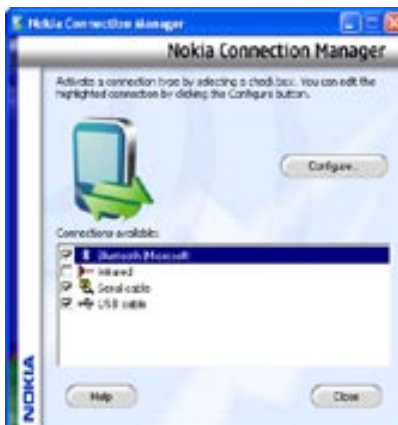 Nokia Connection Manager
Nokia Connection Manager
Activate a connection type by selecting a check box. You can edit the
highlighted connection by clicking the Configure button.
Configure...
Connections available:
Bluetooth (Microsoft)
Infrared
Serial cable
USB cable
NOKIA
Help
Close